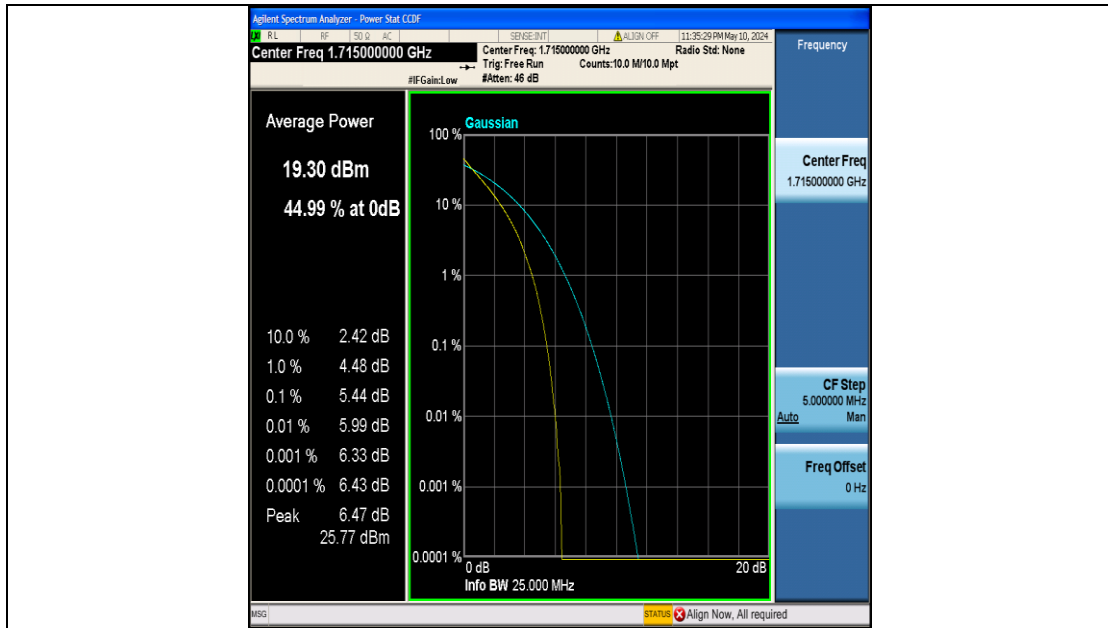 Agilent Spectrum Analyzer - Power Stat CCDF
RL RF 50 Ω AC SENSE:INT ALIGN OFF 11:35:29 PM May 10, 2024
Center Freq 1.715000000 GHz
Center Freq: 1.715000000 GHz Radio Std: None
Trig: Free Run Counts:10.0 M/10.0 Mpt
#IFGain:Low #Atten: 46 dB
Frequency
Average Power
19.30 dBm
44.99 % at 0dB
10.0 % 2.42 dB
1.0 % 4.48 dB
0.1 % 5.44 dB
0.01 % 5.99 dB
0.001 % 6.33 dB
0.0001 % 6.43 dB
Peak 6.47 dB
25.77 dBm
Gaussian
100 %
10 %
1 %
0.1 %
0.01 %
0.001 %
0.0001 %
0 dB 20 dB
Info BW 25.000 MHz
Center Freq
1.715000000 GHz
CF Step
5.000000 MHz
Auto Man
Freq Offset
0 Hz
MSG STATUS Align Now, All required